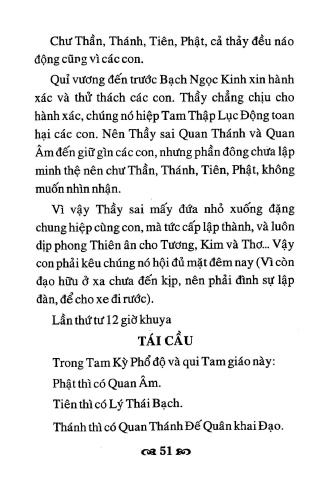 Chư Thần, Thánh, Tiên, Phật, cả thảy đều náo
động cũng vì các con.
Quỉ vương đến trước Bạch Ngọc Kinh xin hành
xác và thử thách các con. Thầy chẳng chịu cho
hành xác, chúng nó hiệp Tam Thập Lục Động toan
hại các con. Nên Thầy sai Quan Thánh và Quan
Âm đến giữ gìn các con, nhưng phần đông chưa lập
minh thệ nên chư Thần, Thánh, Tiên, Phật, không
muốn nhìn nhận.
Vì vậy Thầy sai mấy đứa nhỏ xuống đặng
chung hiệp cùng con, mà tức cấp lập thành, và luôn
dịp phong Thiên ân cho Tương, Kim và Thơ... Vậy
con phải kêu chúng nó hội đủ mặt đêm nay (Vì còn
đạo hữu ở xa chưa đến kịp, nên phải đình sự lập
đàn, để cho xe đi rước).
Lần thứ tư 12 giờ khuya
TÁI CẦU
Trong Tam Kỳ Phổ độ và qui Tam giáo này:
Phật thì có Quan Âm.
Tiên thì có Lý Thái Bạch.
Thánh thì có Quan Thánh Đế Quân khai Đạo.
51